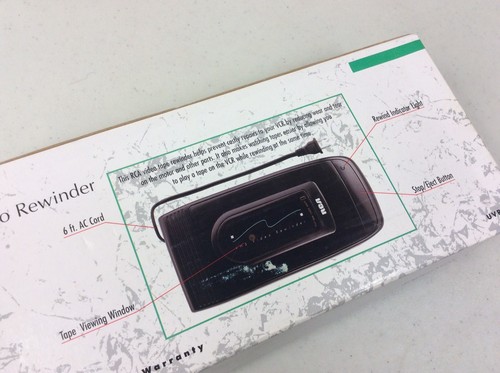 This RCA video tape rewinder helps prevent costly repairs to your VCR by reducing wear and tear
on the motor and other parts. It also makes watching tapes easier by allowing you
to play a tape on the VCR while rewinding at the same time.
Rewind Indicator Light
o Rewinder
6 ft. AC Cord
RCA
Stop/Eject Button
Tape Viewing Window
Warranty